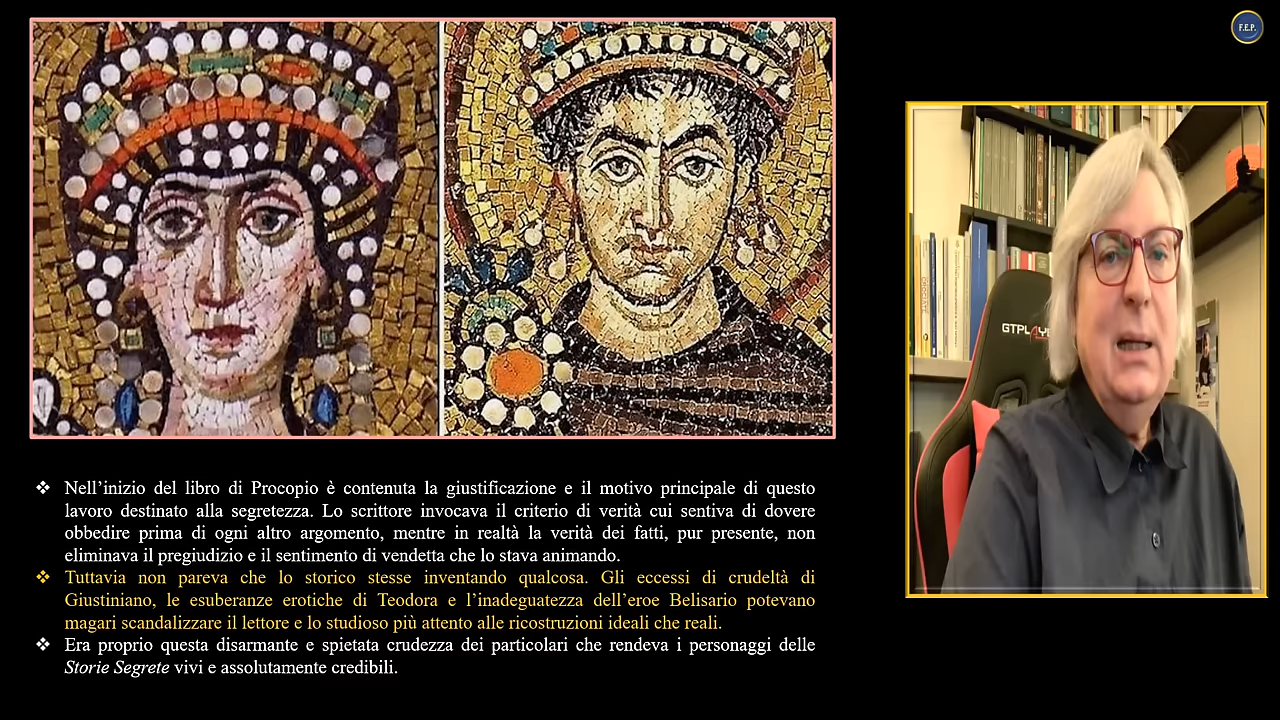 F.E.P.
GTPLAYE
❖ Nell’inizio del libro di Procopio è contenuta la giustificazione e il motivo principale di questo
lavoro destinato alla segretezza. Lo scrittore invocava il criterio di verità cui sentiva di dovere
obbedire prima di ogni altro argomento, mentre in realtà la verità dei fatti, pur presente, non
eliminava il pregiudizio e il sentimento di vendetta che lo stava animando.
❖ Tuttavia non pareva che lo storico stesse inventando qualcosa. Gli eccessi di crudeltà di
Giustiniano, le esuberanze erotiche di Teodora e l’inadeguatezza dell’eroe Belisario potevano
magari scandalizzare il lettore e lo studioso più attento alle ricostruzioni ideali che reali.
❖ Era proprio questa disarmante e spietata crudezza dei particolari che rendeva i personaggi delle
Storie Segrete vivi e assolutamente credibili.